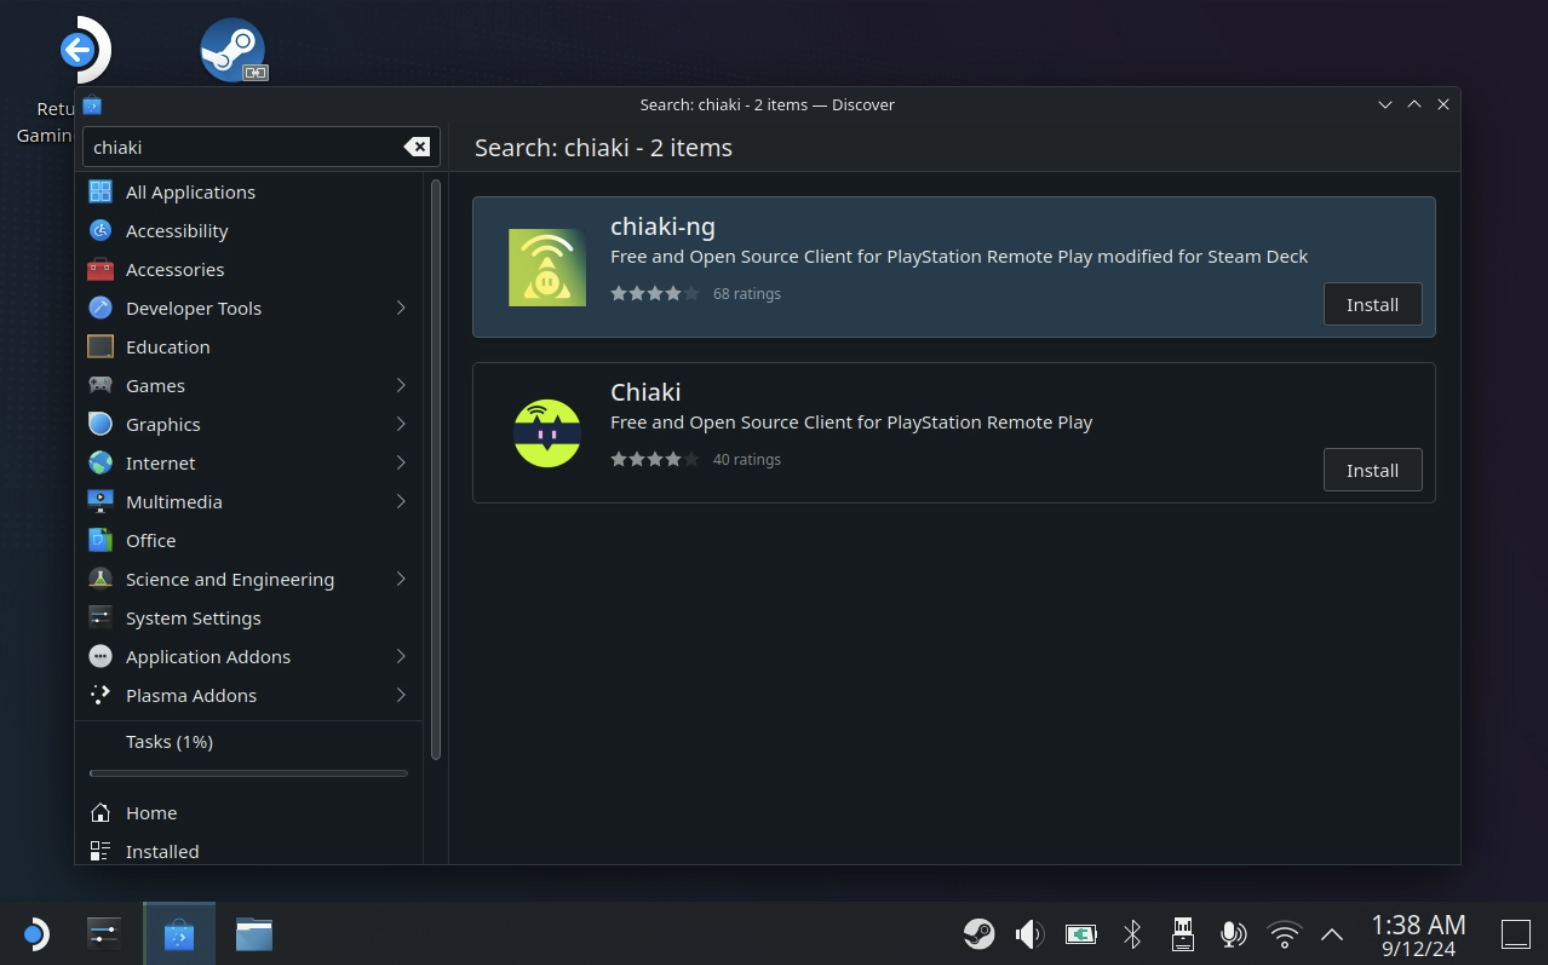 Retu
Gamin
Search: chiaki - 2 items — Discover
chiaki
Search: chiaki - 2 items
All Applications
Accessibility
Accessories
Developer Tools
Education
Games
Graphics
Internet
Multimedia
Office
Science and Engineering
System Settings
Application Addons
Plasma Addons
Tasks (1%)
Home
Installed
chiaki-ng
Free and Open Source Client for PlayStation Remote Play modified for Steam Deck
68 ratings
Install
Chiaki
Free and Open Source Client for PlayStation Remote Play
40 ratings
Install
1:38 AM
9/12/24